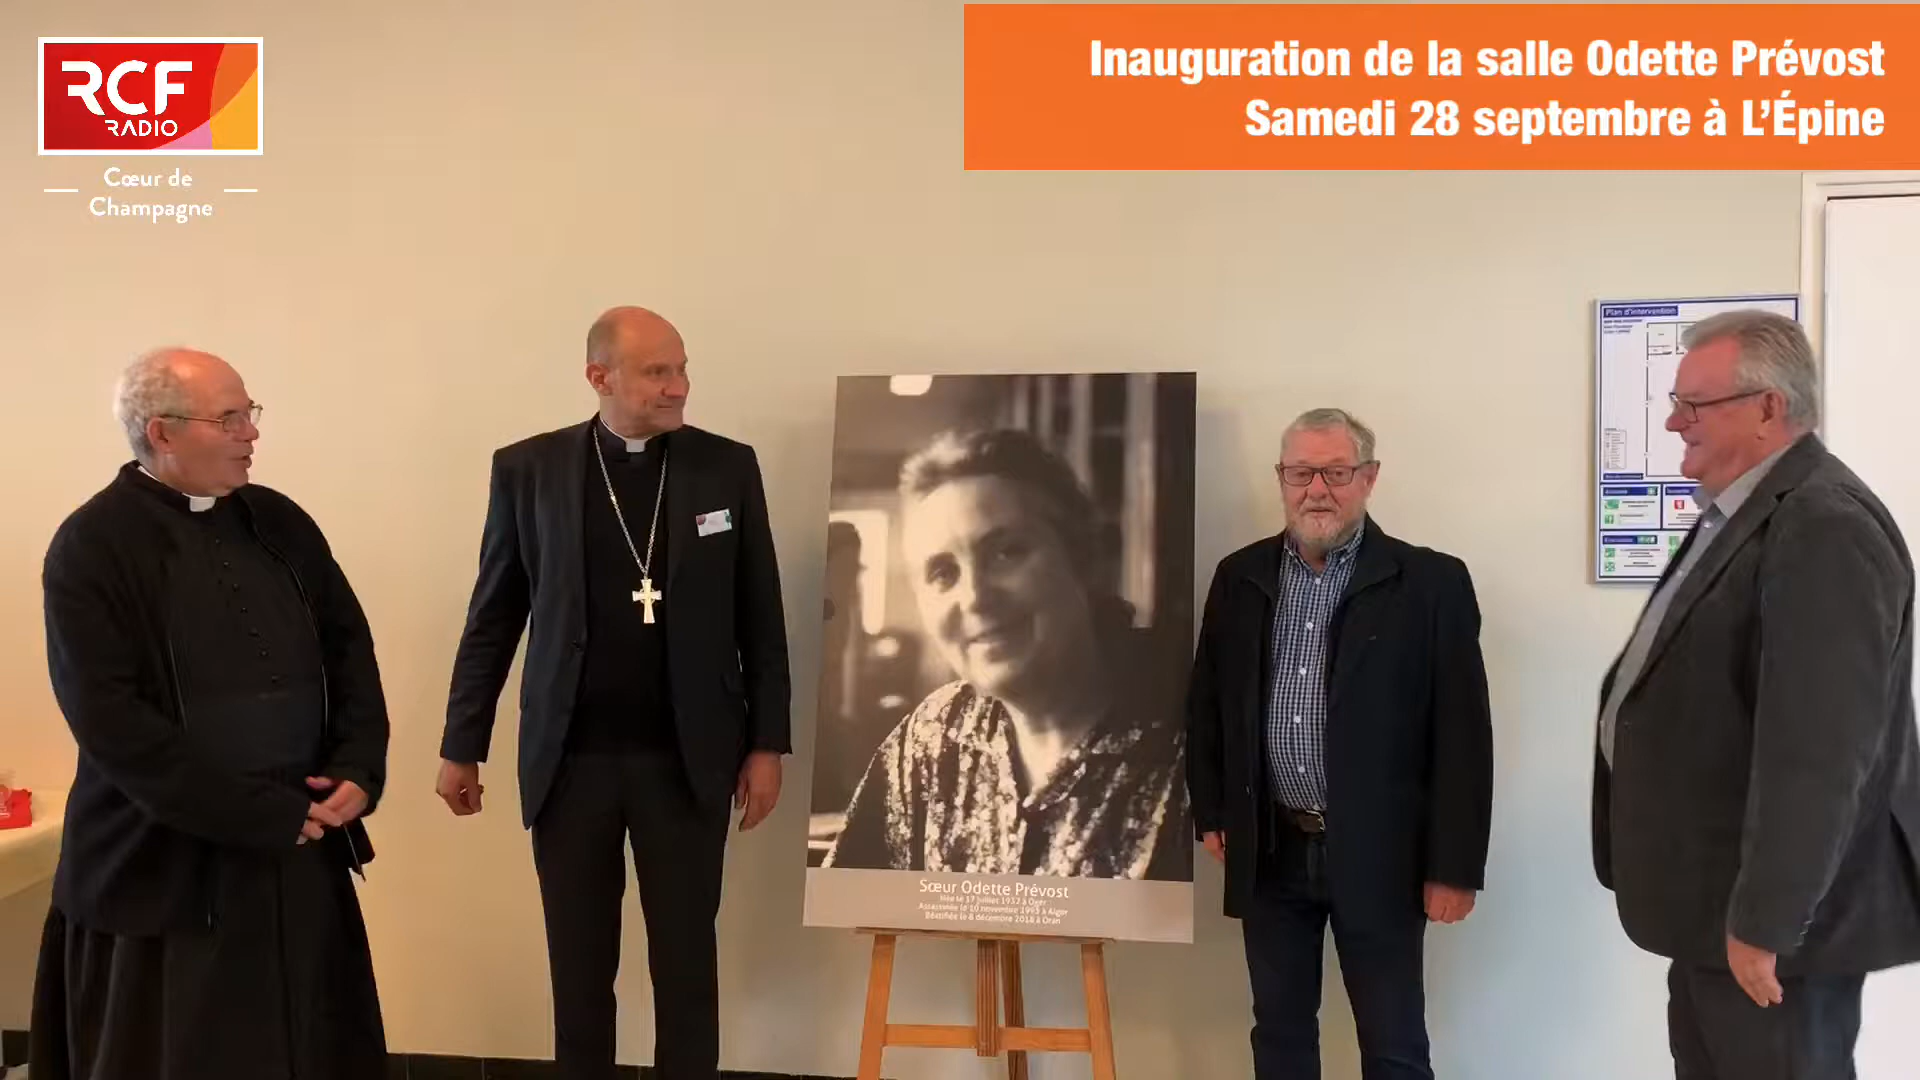 RCF
RADIO
Cœur de
Champagne
Inauguration de la salle Odette Prévost
Samedi 28 septembre à L'Épine
Plan d'intervention
Sœur Odette Prévost
Née le 17 juillet 1932 à Oger
Assassinée le 10 novembre 1995 à Alger
Béatifiée le 8 décembre 2018 à Oran